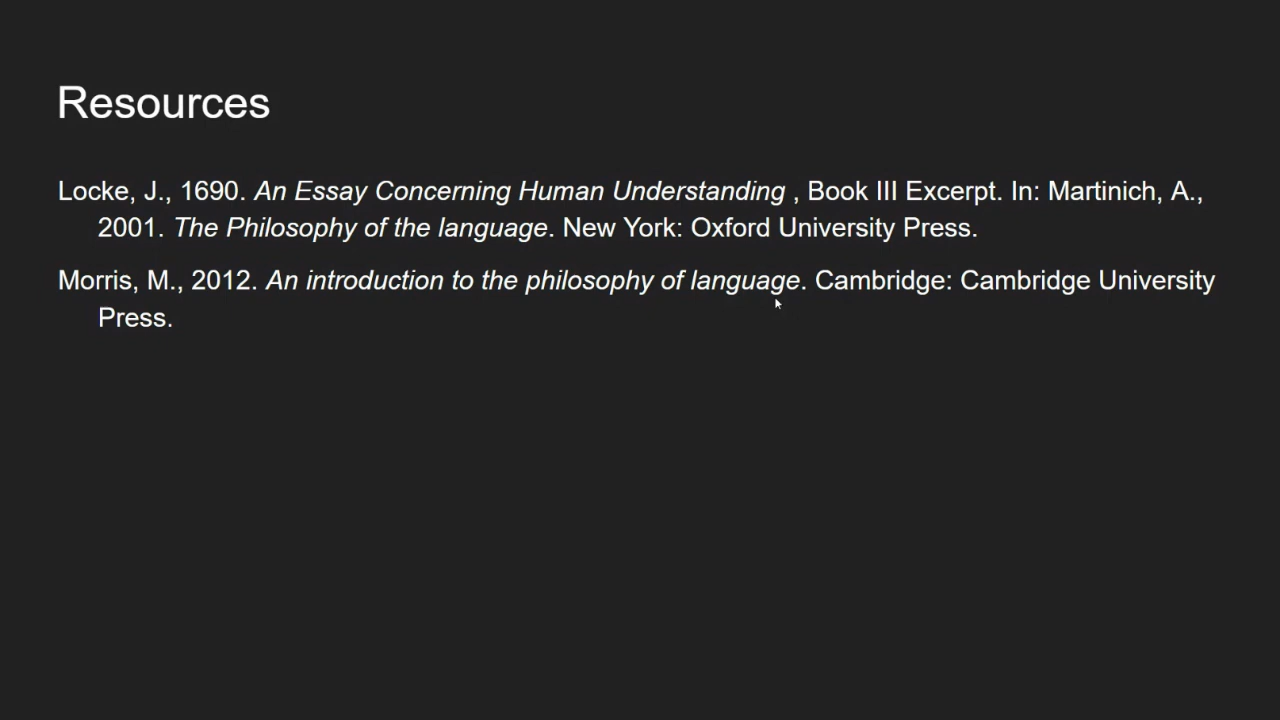 Resources
Locke, J., 1690. An Essay Concerning Human Understanding , Book III Excerpt. In: Martinich, A.,
2001. The Philosophy of the language. New York: Oxford University Press.
Morris, M., 2012. An introduction to the philosophy of language. Cambridge: Cambridge University
Press.